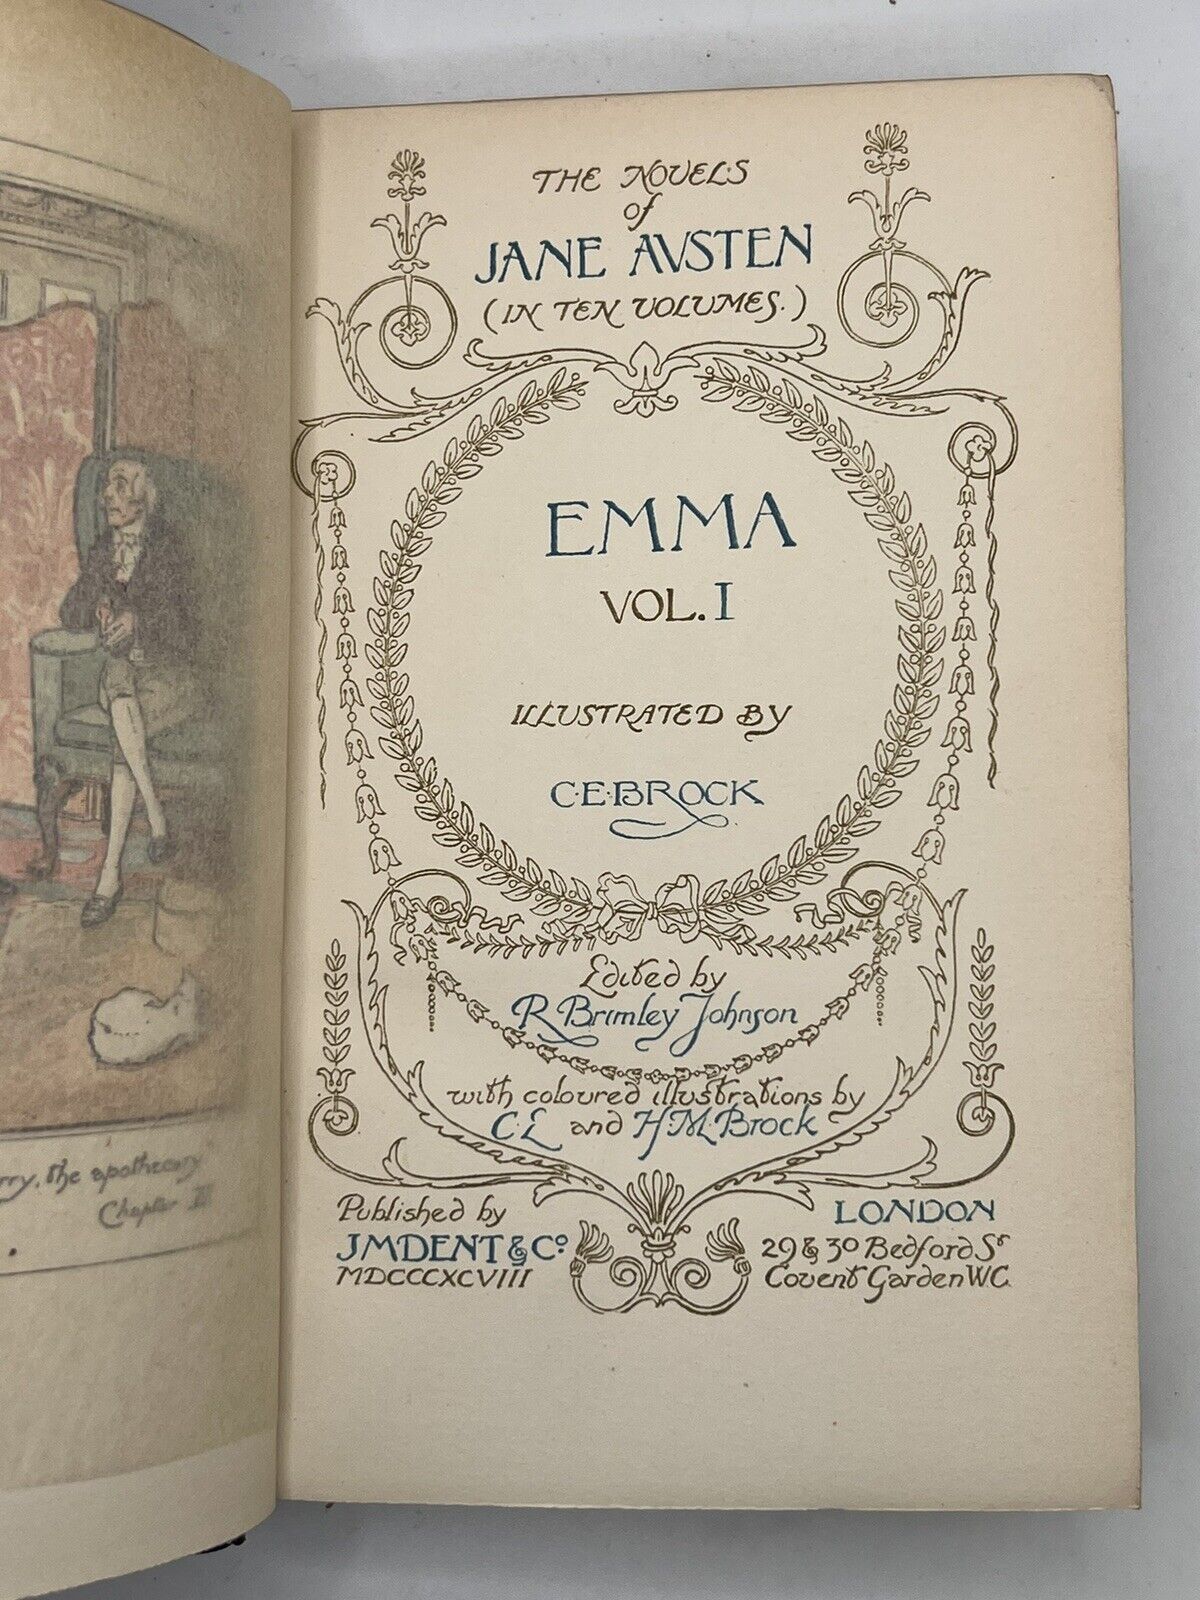 rry, the apothecary
Chapter II
THE NOVELS
of
JANE AVSTEN
(IN TEN VOLUMES.)
EMMA
VOL. I
ILLUSTRATED BY
C·E·BROCK
Edited by
R Brimley Johnson
with coloured illustrations by
C.E and H.M. Brock
Published by
J M DENT & Co
MDCCCXCVIII
LONDON
29 & 30 Bedford St
Covent Garden W.C